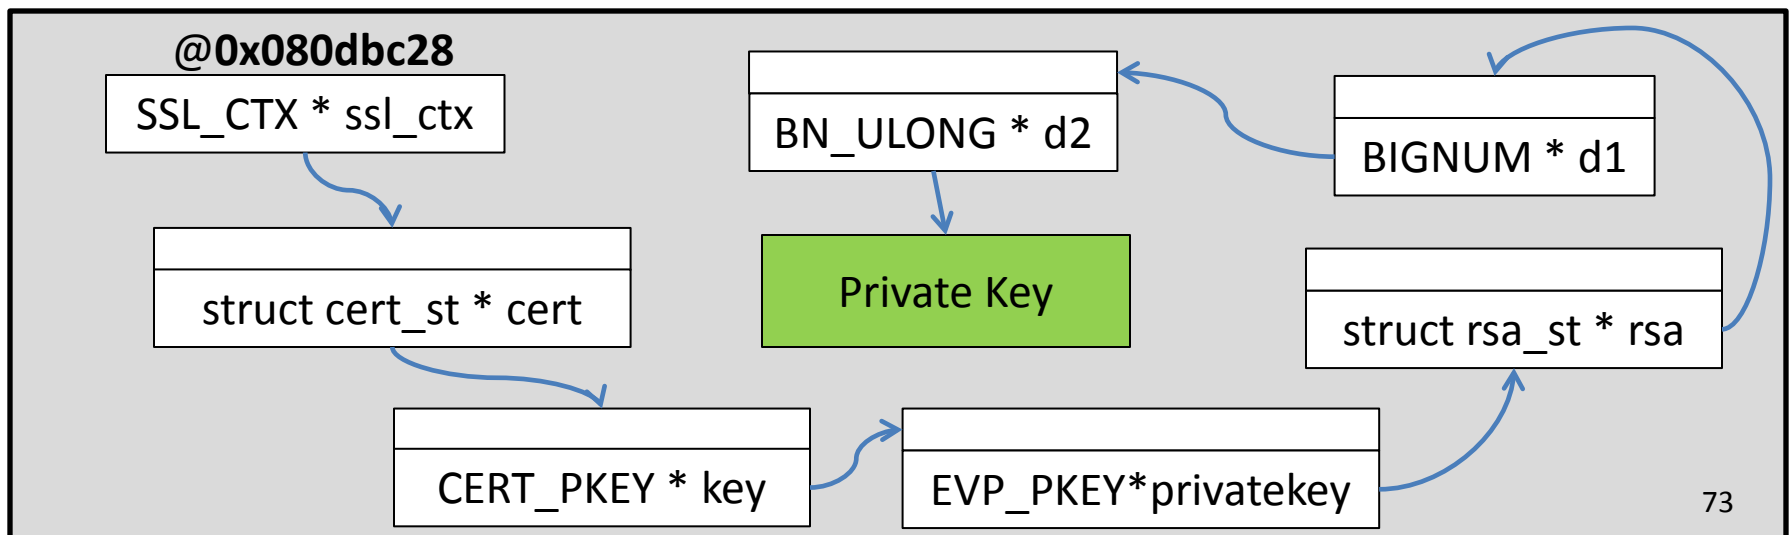 @0x080dbc28
SSL_CTX * ssl_ctx
struct cert_st * cert
CERT_PKEY * key
EVP_PKEY*privatekey
struct rsa_st * rsa
BIGNUM * d1
BN_ULONG * d2
Private Key
73